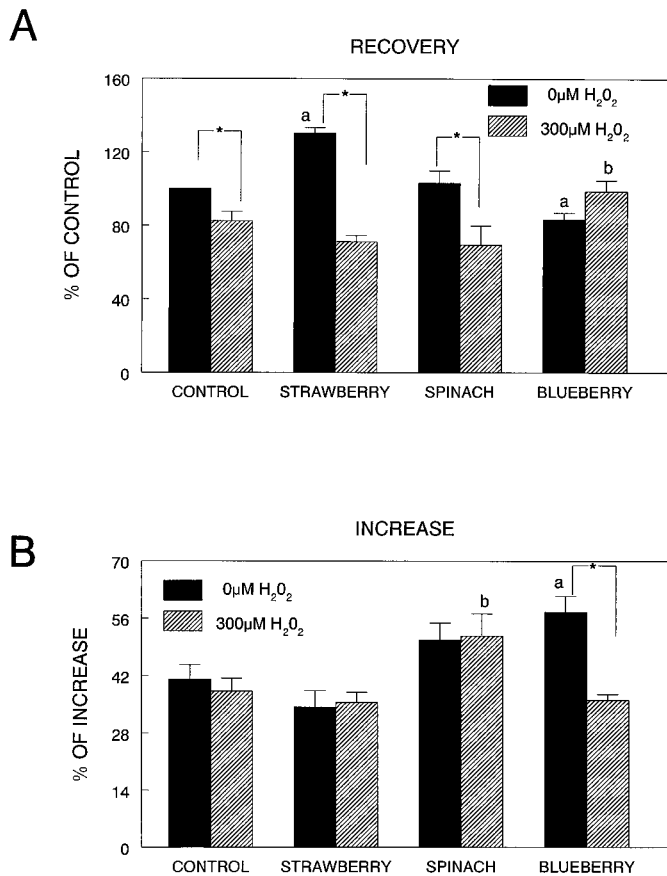 A
RECOVERY
% OF CONTROL
160
120
80
40
0
0µM H₂O₂
300µM H₂O₂
*
a
*
*
a
b
CONTROL
STRAWBERRY
SPINACH
BLUEBERRY
B
INCREASE
% OF INCREASE
70
56
42
28
14
0
0µM H₂O₂
300µM H₂O₂
b
a
*
CONTROL
STRAWBERRY
SPINACH
BLUEBERRY